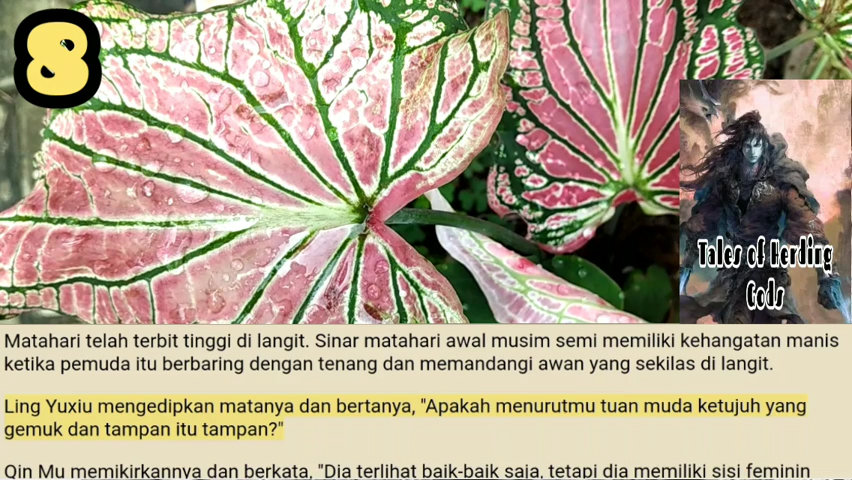 8
Tales of Herding
Gods
Matahari telah terbit tinggi di langit. Sinar matahari awal musim semi memiliki kehangatan manis
ketika pemuda itu berbaring dengan tenang dan memandangi awan yang sekilas di langit.
Ling Yuxiu mengedipkan matanya dan bertanya, "Apakah menurutmu tuan muda ketujuh yang
gemuk dan tampan itu tampan?"
Qin Mu memikirkannya dan berkata, "Dia terlihat baik-baik saja, tetapi dia memiliki sisi feminin